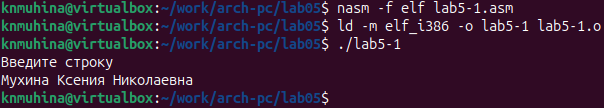 knmuhina@virtualbox:~/work/arch-pc/lab05$ nasm -f elf lab5-1.asm
knmuhina@virtualbox:~/work/arch-pc/lab05$ ld -m elf_i386 -o lab5-1 lab5-1.o
knmuhina@virtualbox:~/work/arch-pc/lab05$ ./lab5-1
Введите строку
Мухина Ксения Николаевна
knmuhina@virtualbox:~/work/arch-pc/lab05$